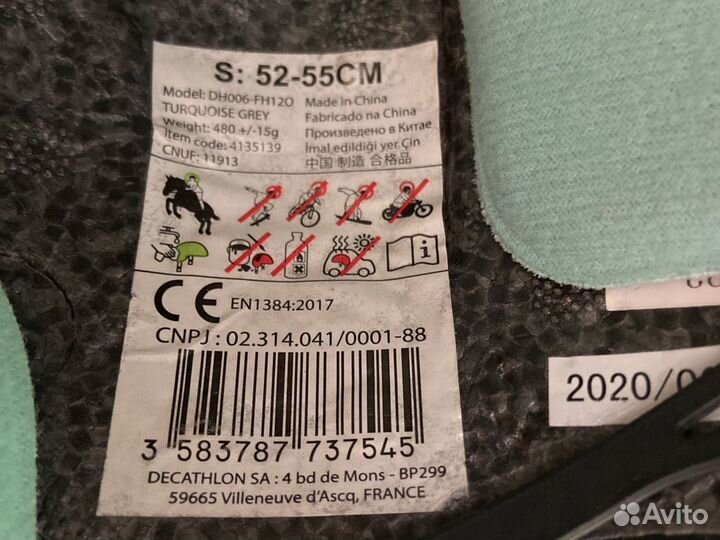 S: 52-55CM
Model: DH006-FH12O
TURQUOISE GREY
Weight: 480 +/-15g
Item code: 4135139
CNUF: 11913
Made in China
Fabricado na China
Произведено в Китае
İmal edildiği yer Çin
中国 制造 合格品
i
CE EN1384:2017
CNPJ : 02.314.041/0001-88
3 583787 737545
DECATHLON SA : 4 bd de Mons - BP299
59665 Villeneuve d'Ascq, FRANCE
2020/0
Avito